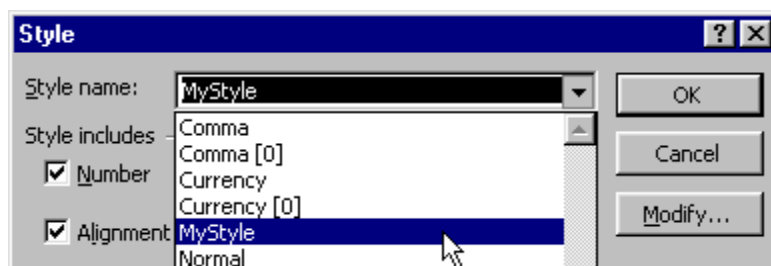 Style
Style name:
MyStyle
OK
Style includes
Comma
Comma [0]
Cancel
Number
Currency
Currency [0]
Modify...
Alignment
MyStyle
Normal